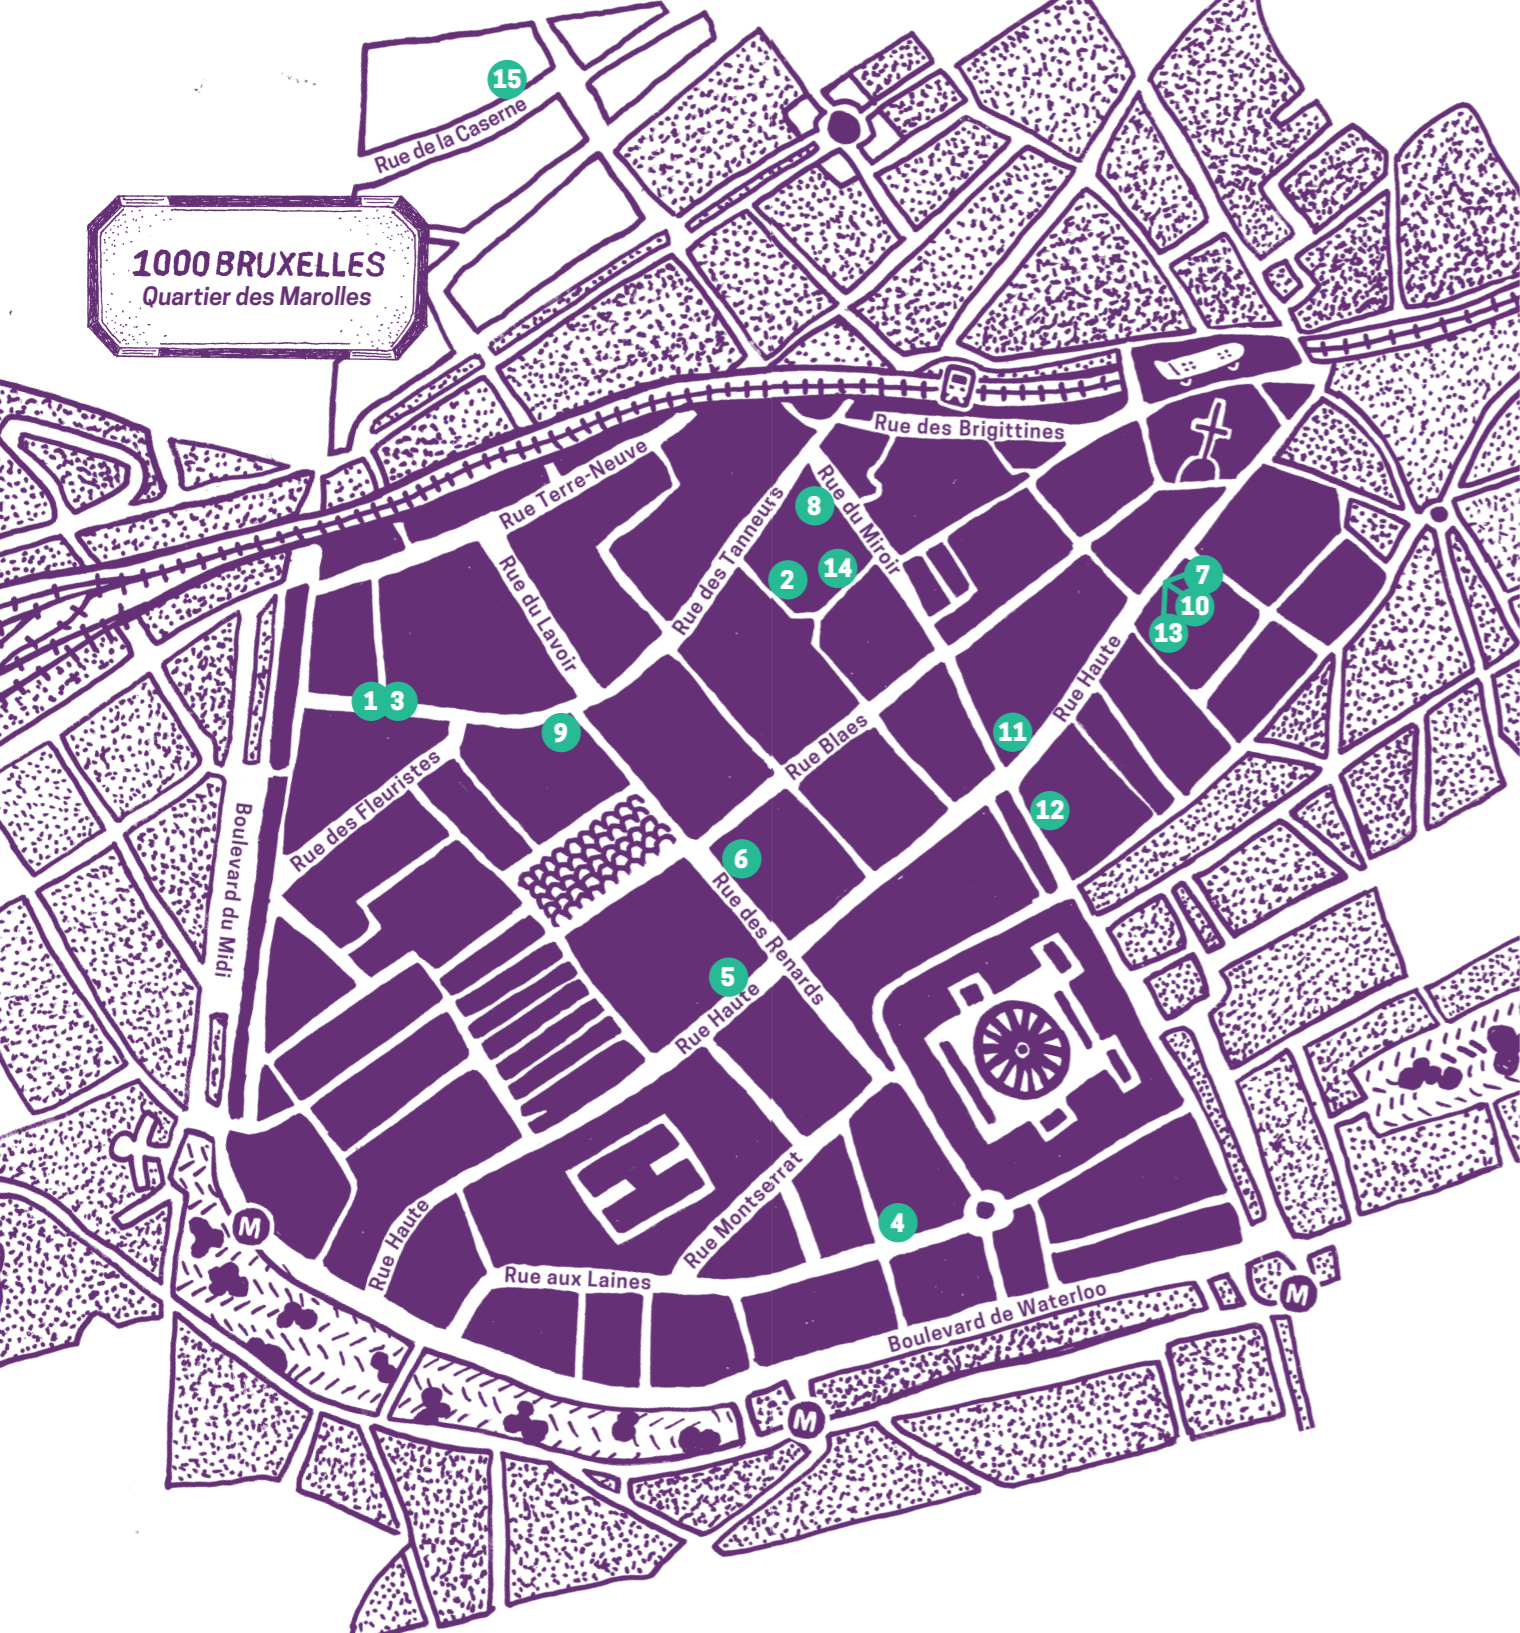 15
Rue de la Caserne
1000 BRUXELLES
Quartier des Marolles
Rue des Brigittines
Rue Terre-Neuve
Rue des Tanneurs
8
Rue du Miroir
Rue du Lavoir
2
14
7
10
13
1
3
9
Rue Haute
11
Rue Blaes
Rue des Fleuristes
12
Boulevard du Midi
6
Rue des Renards
5
Rue Haute
Rue Montserrat
4
M
Rue Haute
Rue aux Laines
Boulevard de Waterloo
M
M